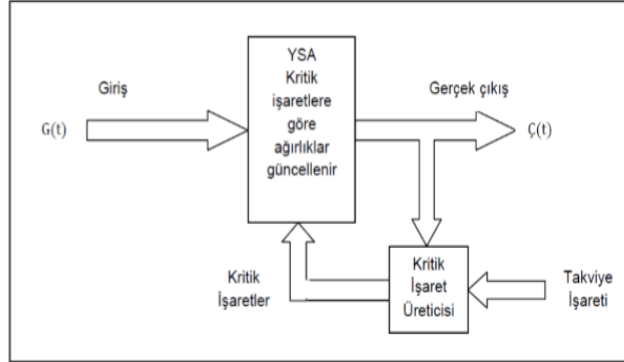 Giriş
G(t)
YSA
Kritik
işaretlere
göre
ağırlıklar
güncellenir
Gerçek çıkış
Ç(t)
Kritik
İşaretler
Kritik
İşaret
Üreticisi
Takviye
İşareti